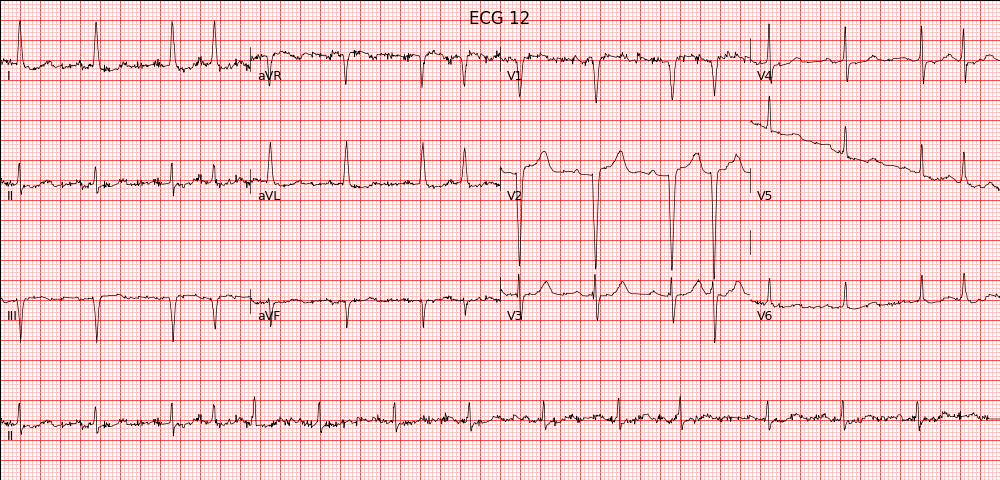 ECG 12
I aVR V1 V4
II aVL V2 V5
III aVF V3 V6
II